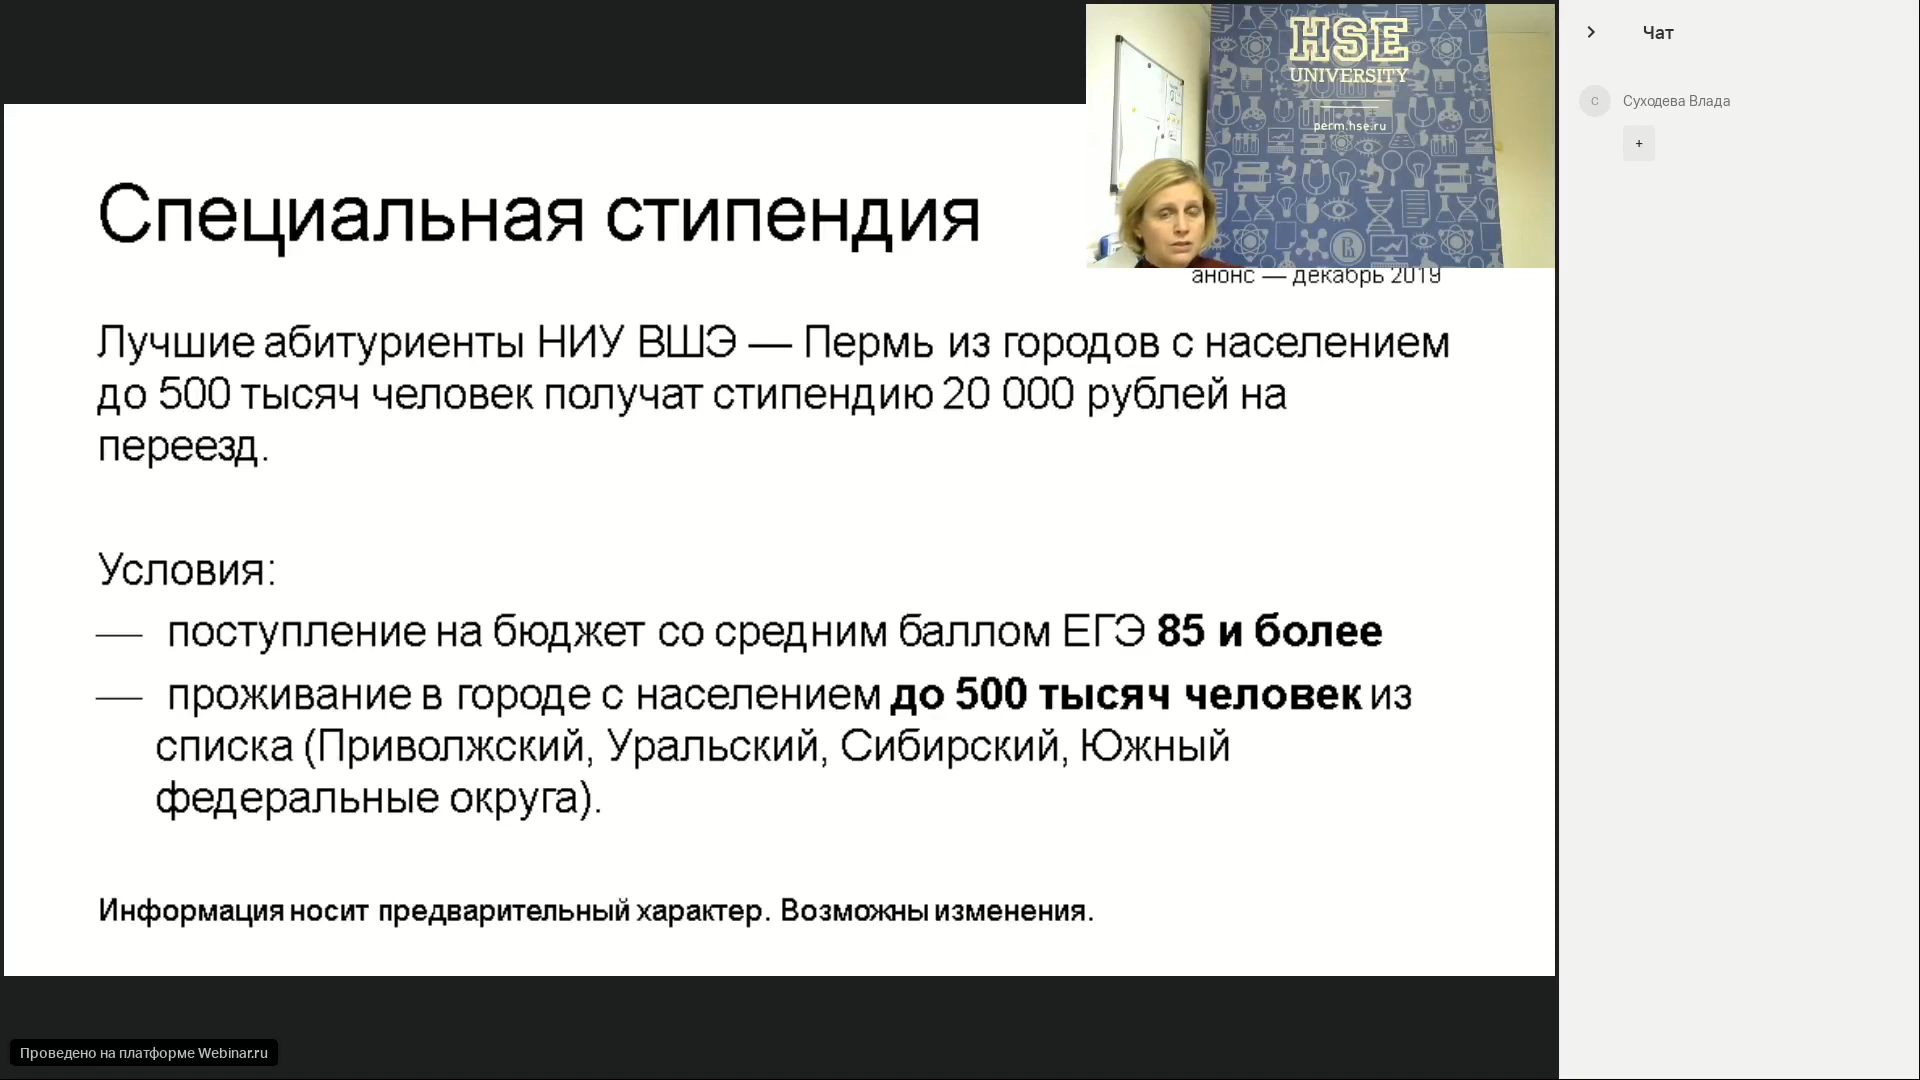 HSE
UNIVERSITY
perm.hse.ru
Специальная стипендия
анонс — декабрь 2019
Лучшие абитуриенты НИУ ВШЭ — Пермь из городов с населением
до 500 тысяч человек получат стипендию 20 000 рублей на
переезд.
Условия:
— поступление на бюджет со средним баллом ЕГЭ 85 и более
— проживание в городе с населением до 500 тысяч человек из
списка (Приволжский, Уральский, Сибирский, Южный
федеральные округа).
Информация носит предварительный характер. Возможны изменения.
Проведено на платформе Webinar.ru
Чат
С
Суходева Влада
+